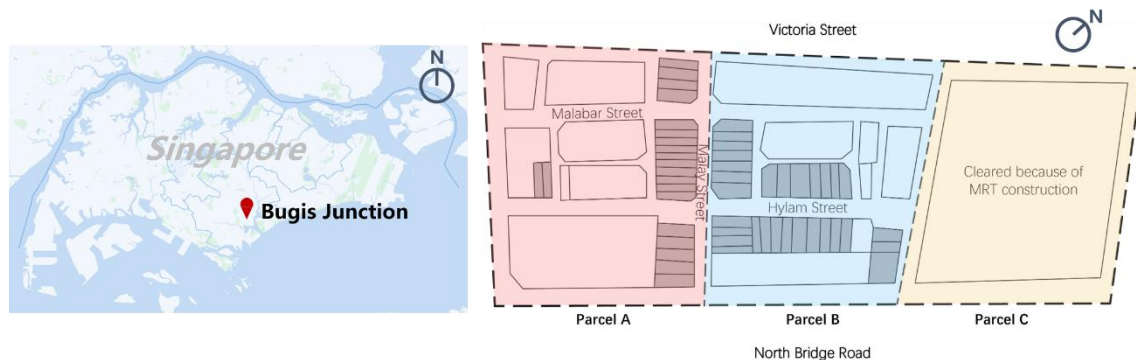 N
Singapore
Bugis Junction
N
Victoria Street
Malabar Street
Malay Street
Hylam Street
Cleared because of
MRT construction
Parcel A
Parcel B
Parcel C
North Bridge Road